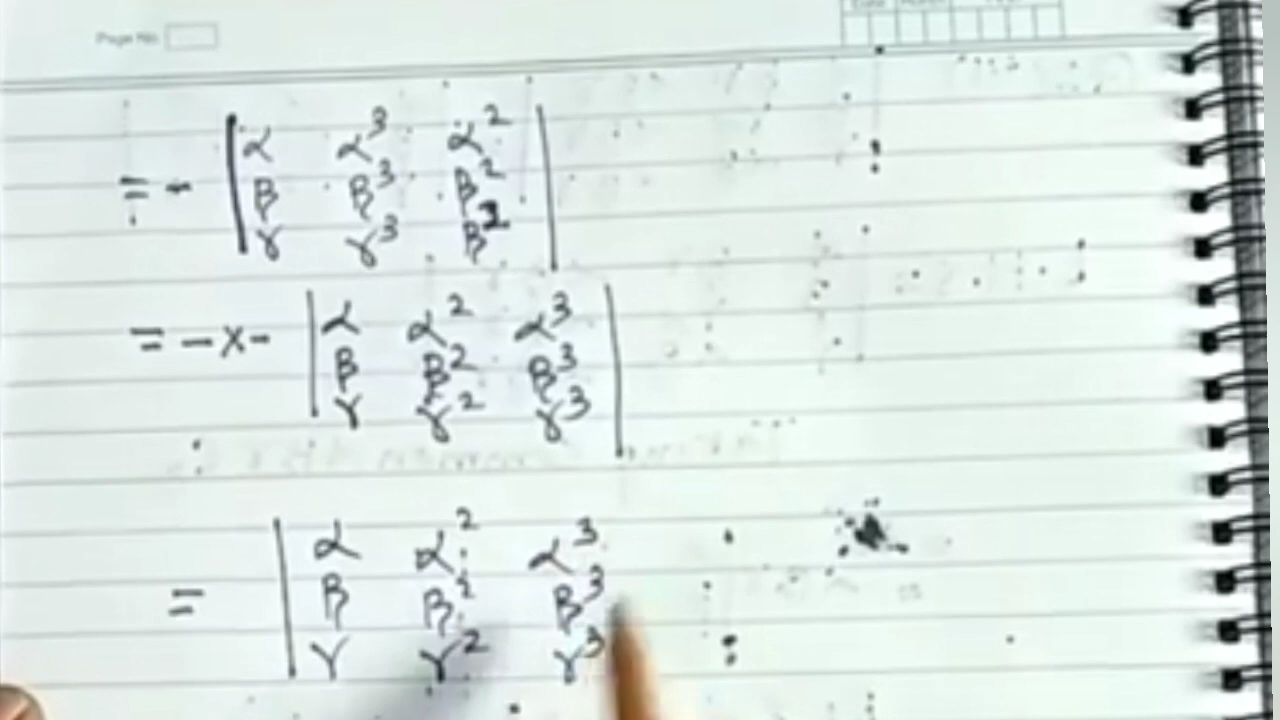 Page No.
= - | α α³ α² |
| β β³ β² |
| γ γ³ β² |
= - x - | α α² α³ |
| β β² β³ |
| γ γ² γ³ |
= | α α² α³
| β β² β³
| γ γ² γ³